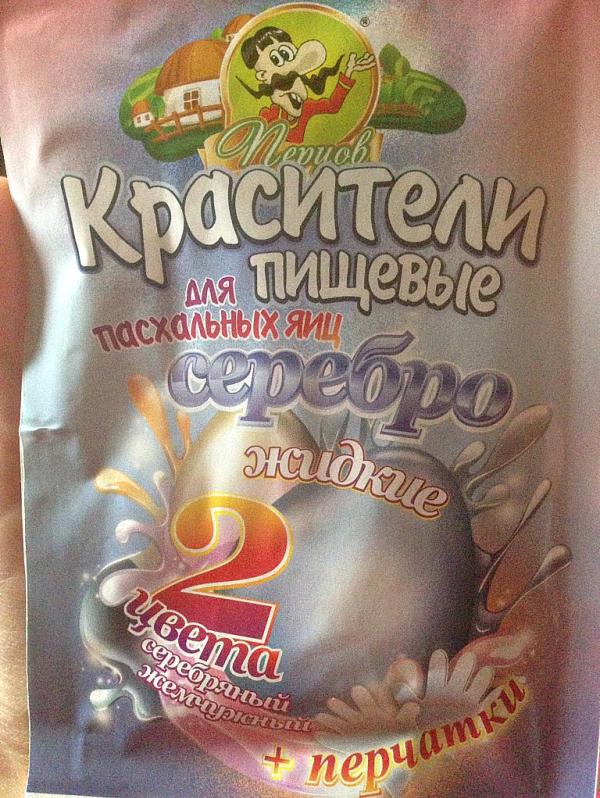 ®
Перцов
Красители
пищевые
для
пасхальных яиц
серебро
жидкие
2
цвета
серебряный
жемчужный
+ перчатки